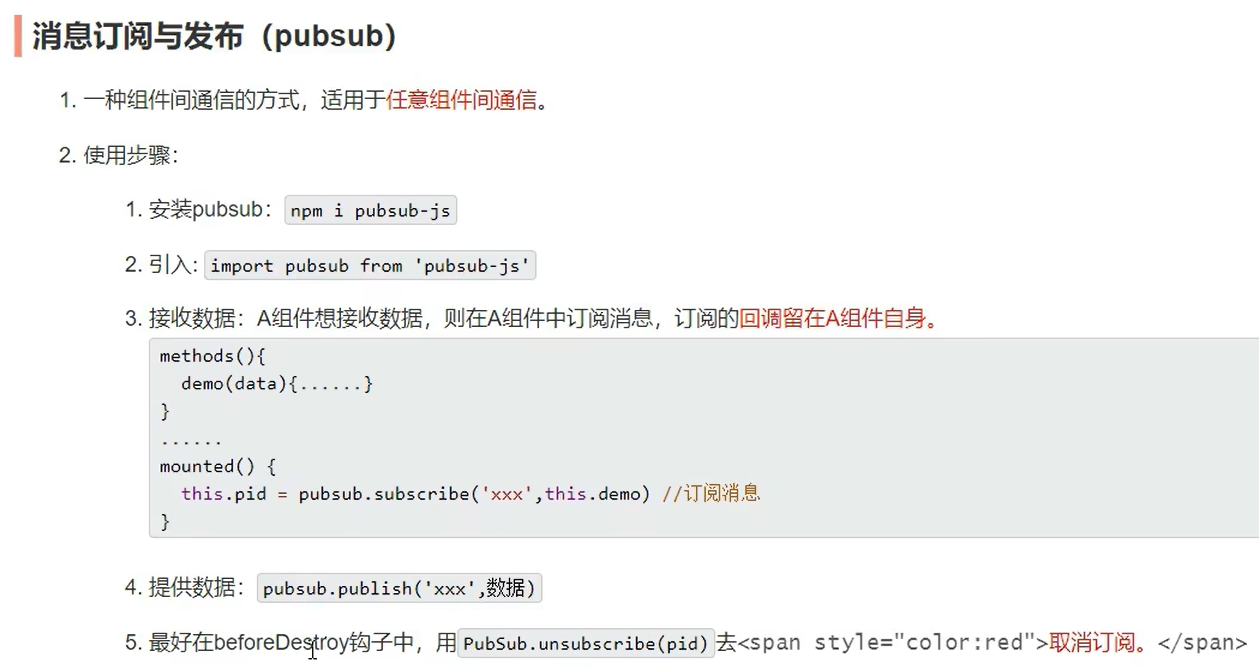 消息订阅与发布（pubsub）
1. 一种组件间通信的方式，适用于任意组件间通信。
2. 使用步骤：
1. 安装pubsub：npm i pubsub-js
2. 引入: import pubsub from 'pubsub-js'
3. 接收数据：A组件想接收数据，则在A组件中订阅消息，订阅的回调留在A组件自身。
methods(){
  demo(data){......}
}
......
mounted() {
  this.pid = pubsub.subscribe('xxx',this.demo) //订阅消息
}
4. 提供数据：pubsub.publish('xxx',数据)
5. 最好在beforeDestroy钩子中，用PubSub.unsubscribe(pid)去<span style="color:red">取消订阅。</span>